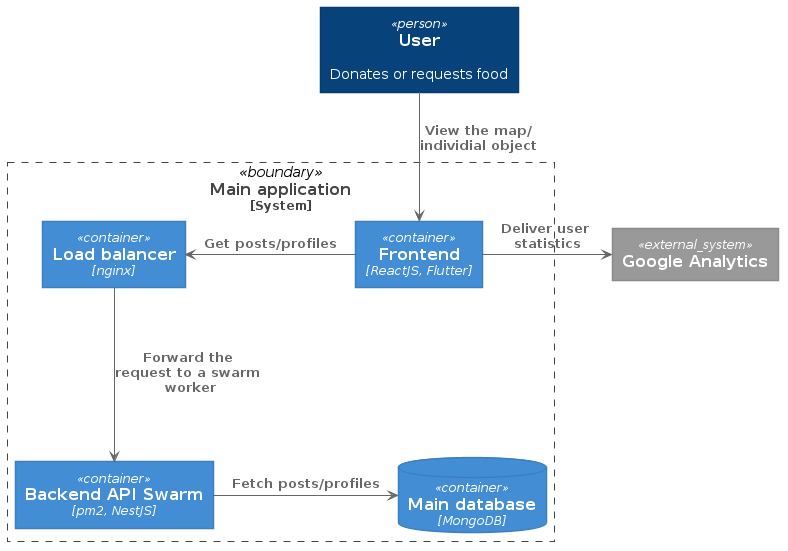 «person»
User
Donates or requests food
View the map/
individial object
«boundary»
Main application
[System]
«container»
Load balancer
[nginx]
Get posts/profiles
«container»
Frontend
[ReactJS, Flutter]
Deliver user
statistics
«external_system»
Google Analytics
Forward the
request to a swarm
worker
«container»
Backend API Swarm
[pm2, NestJS]
Fetch posts/profiles
«container»
Main database
[MongoDB]